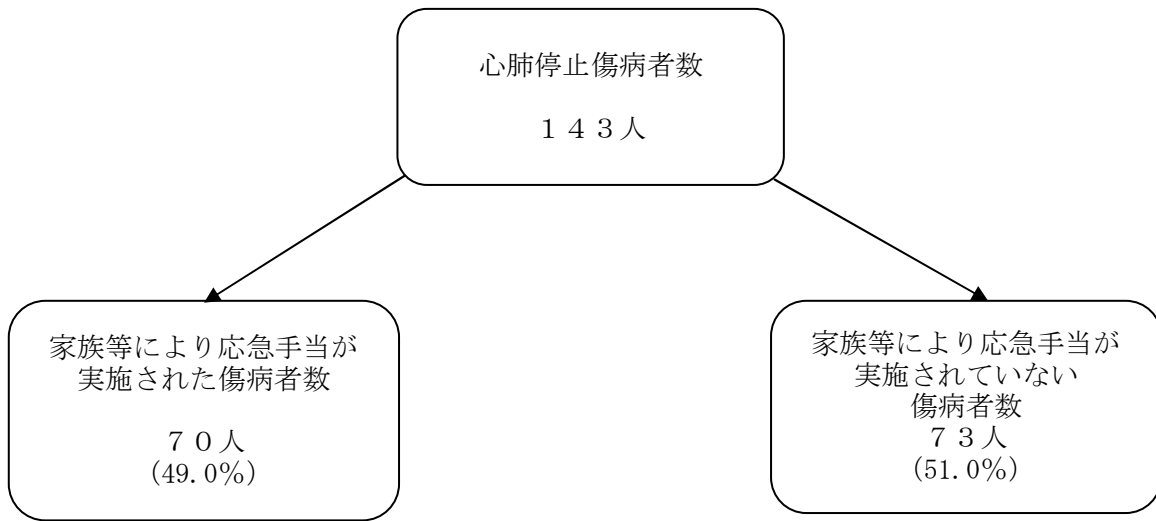 心肺停止傷病者数
１４３人
家族等により応急手当が
実施された傷病者数
７０人
(49.0％)
家族等により応急手当が
実施されていない
傷病者数
７３人
(51.0％)